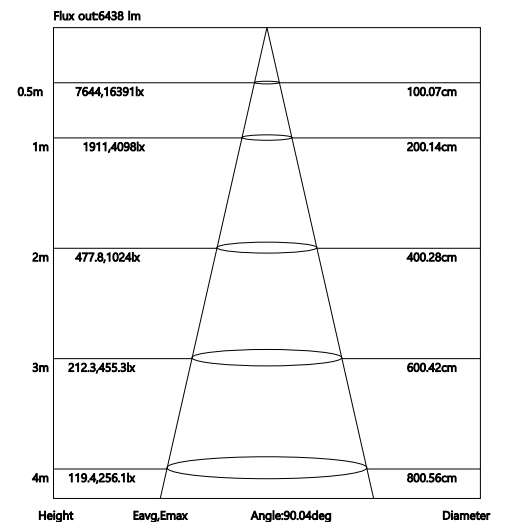 Flux out:6438 lm
0.5m 7644,16391lx 100.07cm
1m 1911,4098lx 200.14cm
2m 477.8,1024lx 400.28cm
3m 212.3,455.3lx 600.42cm
4m 119.4,256.1lx 800.56cm
Height Eavg,Emax Angle:90.04deg Diameter